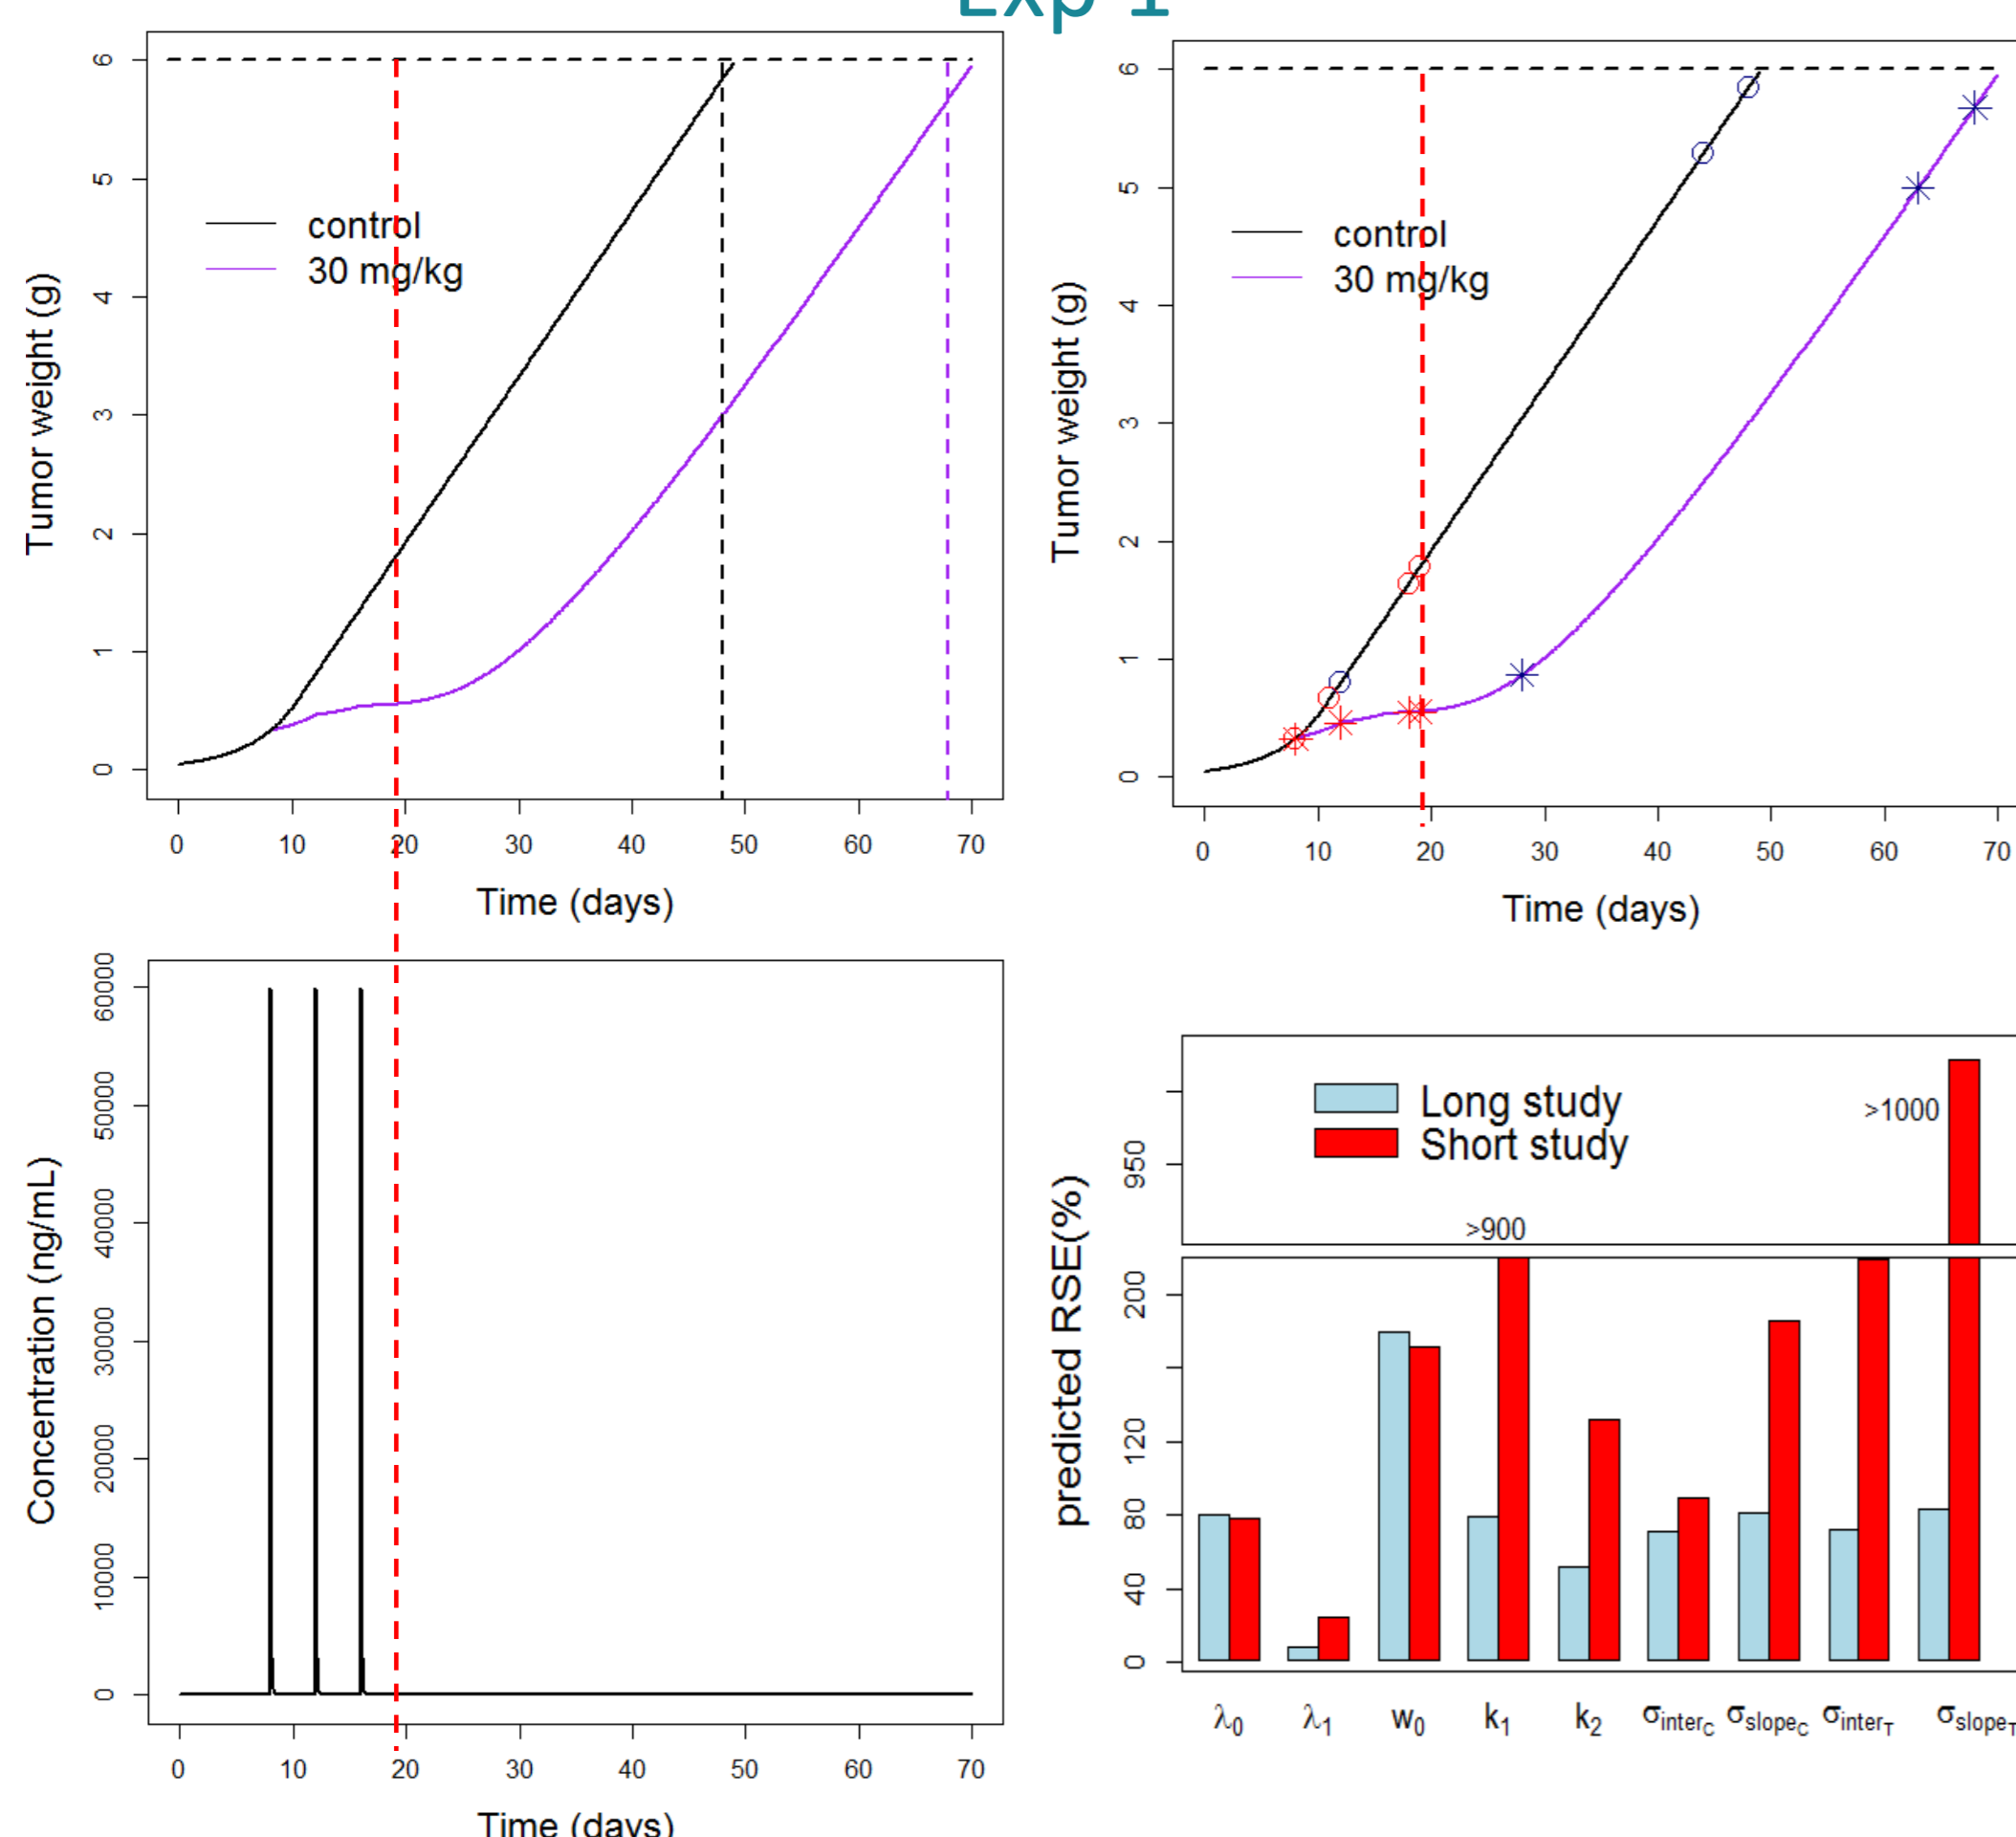 Exp 1
6
5
4
3
2
1
0
Tumor weight (g)
control
30 mg/kg
0 10 20 30 40 50 60 70
Time (days)
6
5
4
3
2
1
0
Tumor weight (g)
control
30 mg/kg
0 10 20 30 40 50 60 70
Time (days)
60000
50000
40000
30000
20000
10000
0
Concentration (ng/mL)
0 10 20 30 40 50 60 70
Time (days)
Long study
Short study
>1000
>900
950
200
120
80
40
0
predicted RSE(%)
λ0 λ1 w0 k1 k2 σinterC σslopeC σinterT σslopeT